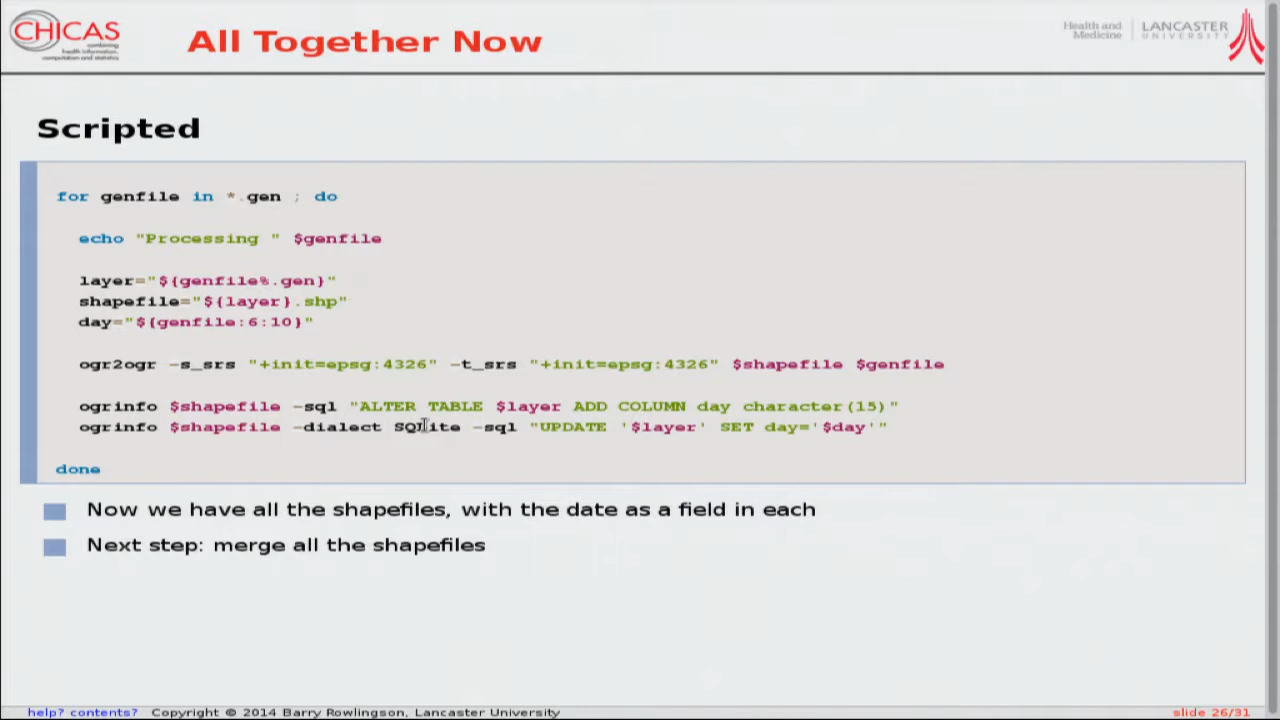 CHICAS
combining
health information,
computation and statistics
All Together Now
Health and
Medicine
LANCASTER
UNIVERSITY
Scripted
for genfile in *.gen ; do
echo "Processing " $genfile
layer="${genfile%.gen}"
shapefile="${layer}.shp"
day="${genfile:6:10}"
ogr2ogr -s_srs "+init=epsg:4326" -t_srs "+init=epsg:4326" $shapefile $genfile
ogrinfo $shapefile -sql "ALTER TABLE $layer ADD COLUMN day character(15)"
ogrinfo $shapefile -dialect SQLite -sql "UPDATE '$layer' SET day='$day'"
done
Now we have all the shapefiles, with the date as a field in each
Next step: merge all the shapefiles
help? contents? Copyright © 2014 Barry Rowlingson, Lancaster University
slide 26/31